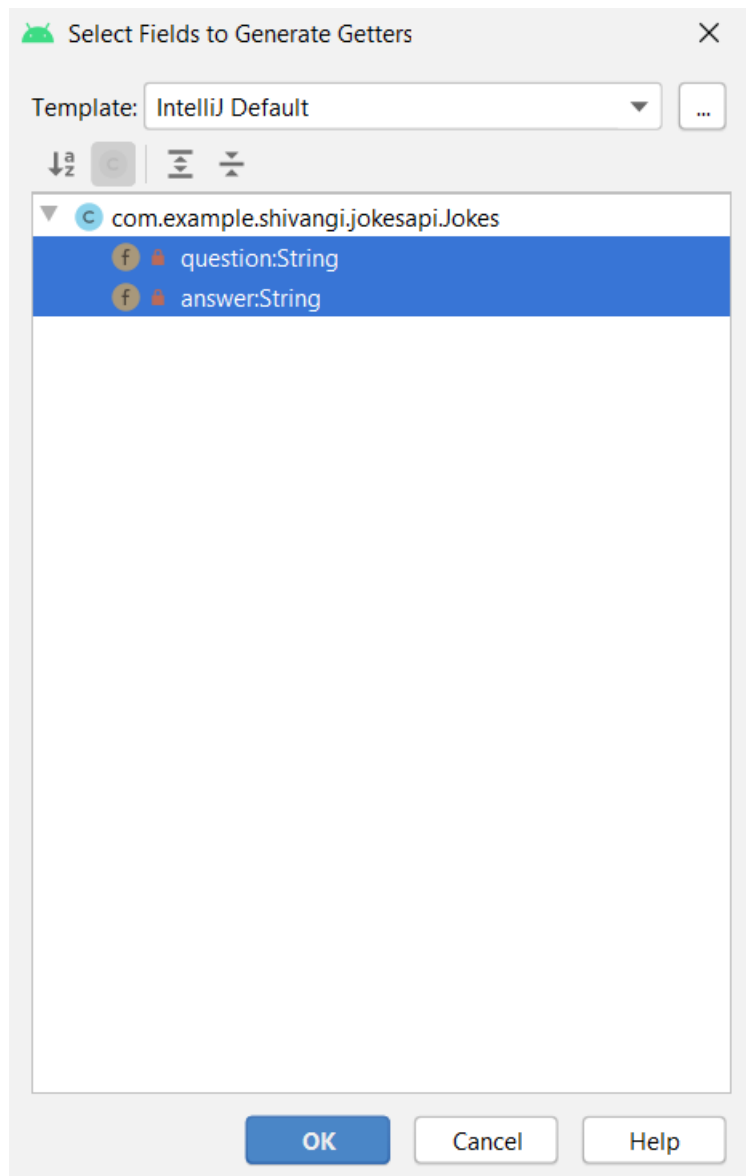 Select Fields to Generate Getters
Template: IntelliJ Default ...
a
z
C
C com.example.shivangi.jokesapi.Jokes
f question:String
f answer:String
OK Cancel Help